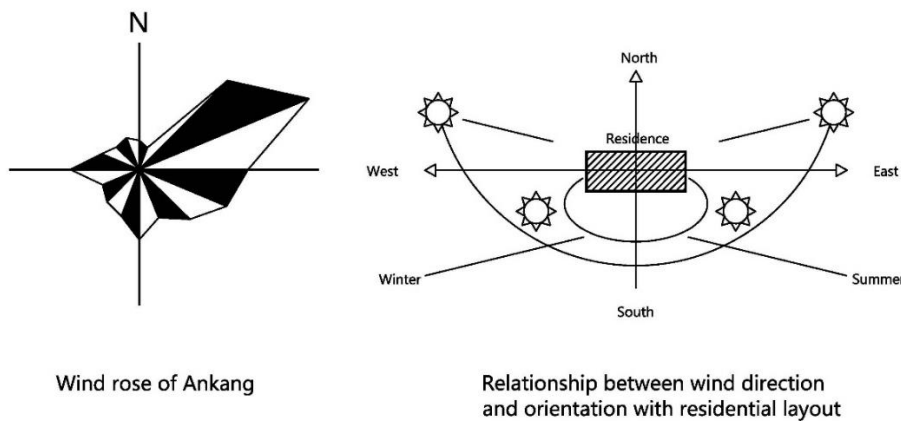 N
North
Residence
West
East
Winter
Summer
South
Wind rose of Ankang
Relationship between wind direction
and orientation with residential layout